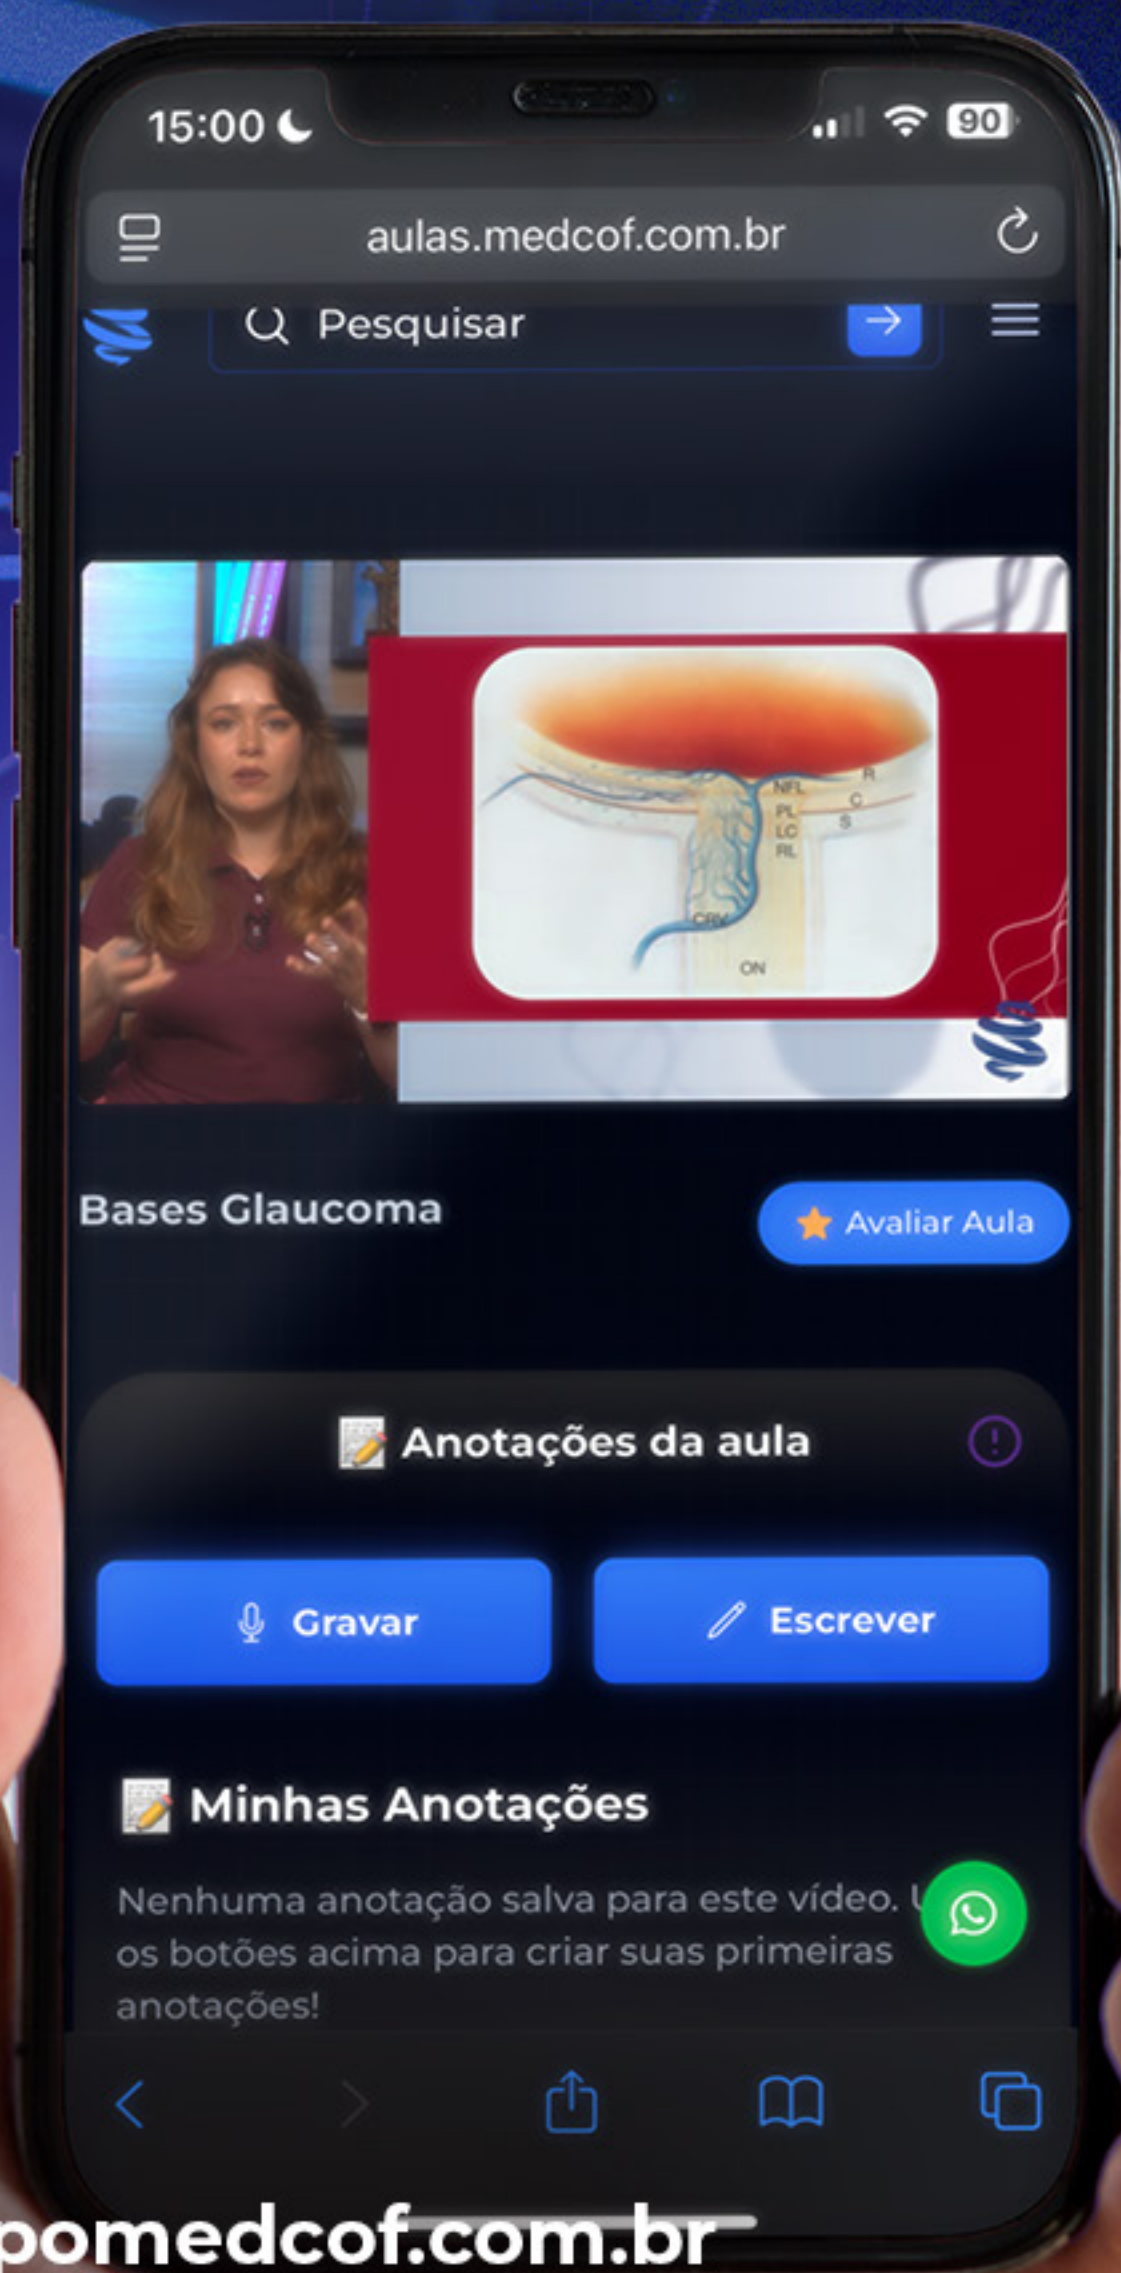 15:00
90
aulas.medcof.com.br
Pesquisar
R
NFL
C
PL
S
LC
RL
CRV
ON
Bases Glaucoma
Avaliar Aula
Anotações da aula
Gravar
Escrever
Minhas Anotações
Nenhuma anotação salva para este vídeo.
os botões acima para criar suas primeiras
anotações!
pomedcof.com.br